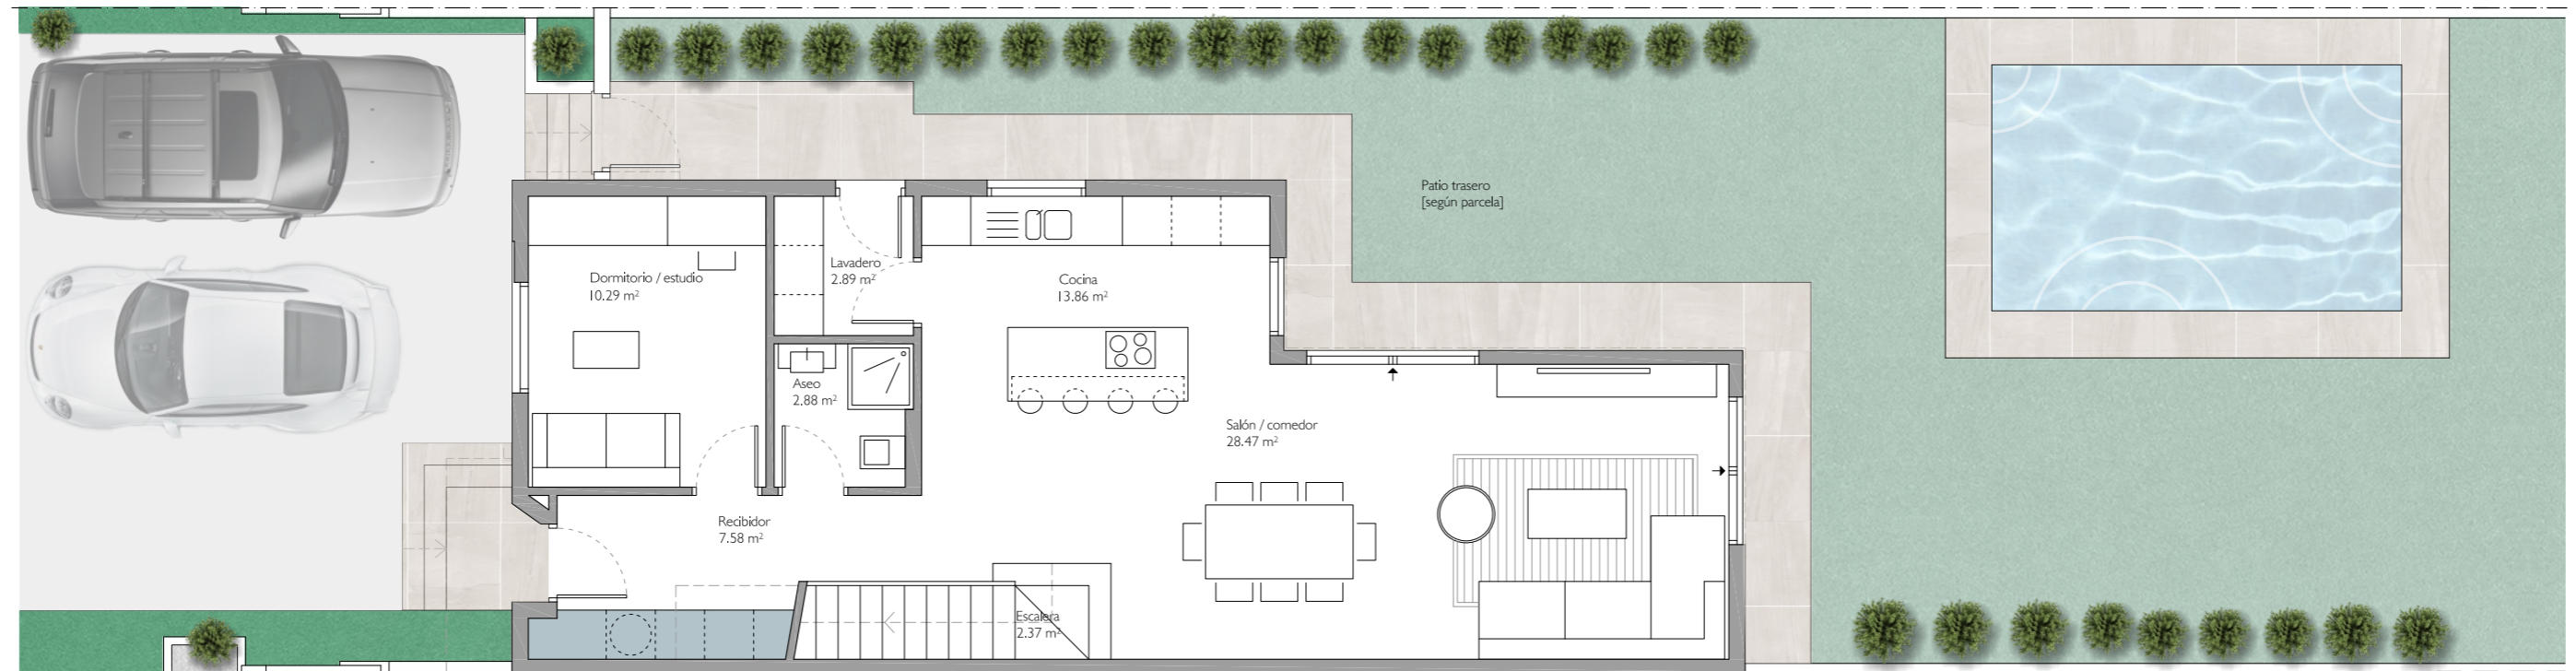 Patio trasero
[según parcela]
Dormitorio / estudio
10.29 m²
Lavadero
2.89 m²
Cocina
13.86 m²
Aseo
2.88 m²
Salón / comedor
28.47 m²
Recibidor
7.58 m²
Escalera
2.37 m²